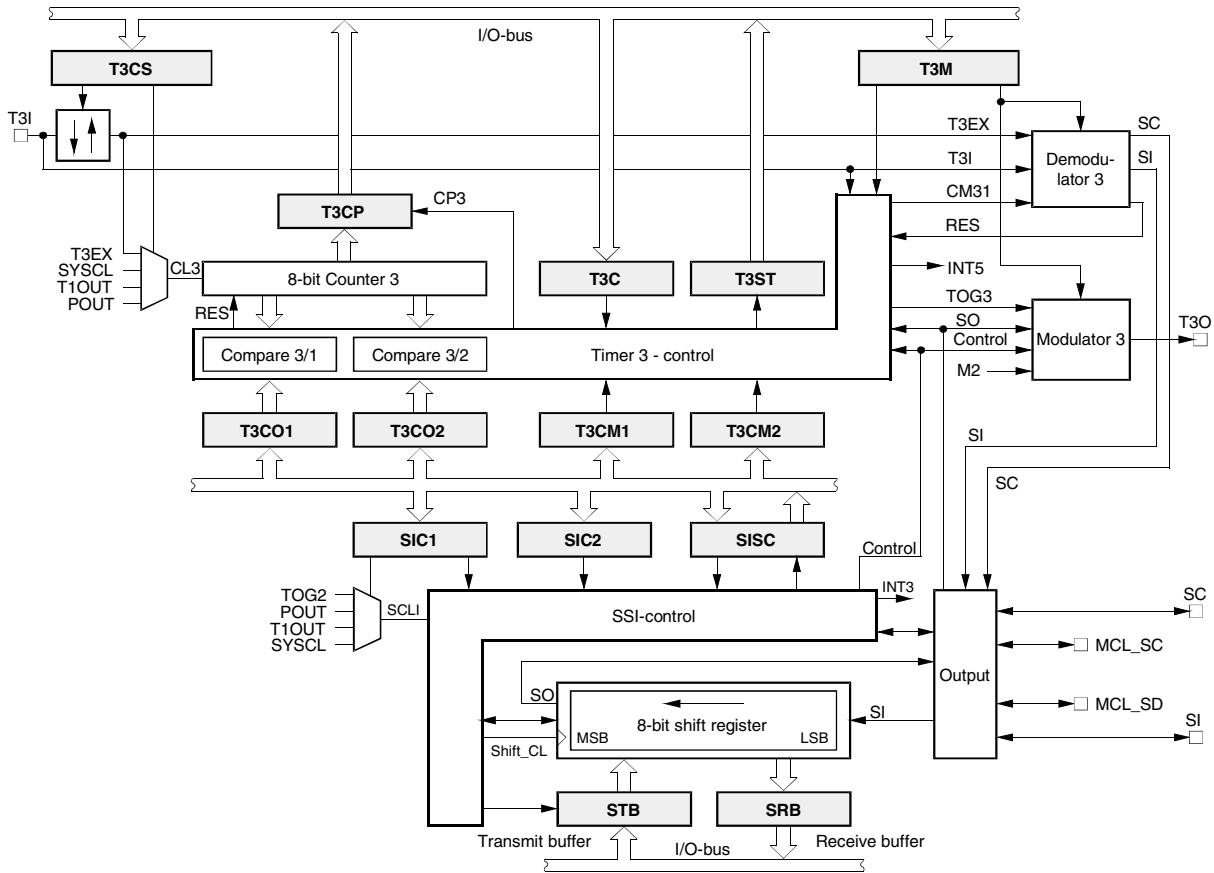 I/O-bus
T3CS
T3M
T3I
T3EX
SC
T3I
SI
Demodu-
lator 3
CM31
T3CP
CP3
RES
T3EX
SYSCL
T1OUT
POUT
CL3
8-bit Counter 3
T3C
T3ST
INT5
RES
TOG3
SO
Control
M2
Modulator 3
T3O
Compare 3/1
Compare 3/2
Timer 3 - control
T3CO1
T3CO2
T3CM1
T3CM2
SI
SC
SIC1
SIC2
SISC
Control
TOG2
POUT
T1OUT
SYSCL
SCLI
SSI-control
INT3
SC
MCL_SC
Output
MCL_SD
SI
SO
8-bit shift register
MSB
LSB
SI
Shift_CL
STB
SRB
Transmit buffer
Receive buffer
I/O-bus